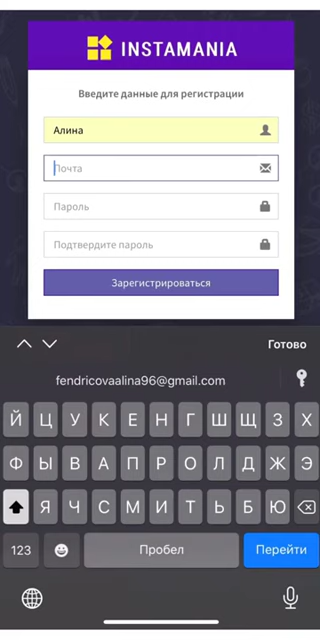 INSTAMANIA
Введите данные для регистрации
Алина
Почта
Пароль
Подтвердите пароль
Зарегистрироваться
Готово
fendricovaalina96@gmail.com
Й Ц У К Е Н Г Ш Щ З Х
Ф Ы В А П Р О Л Д Ж Э
Я Ч С М И Т Ь Б Ю
123 Пробел Перейти